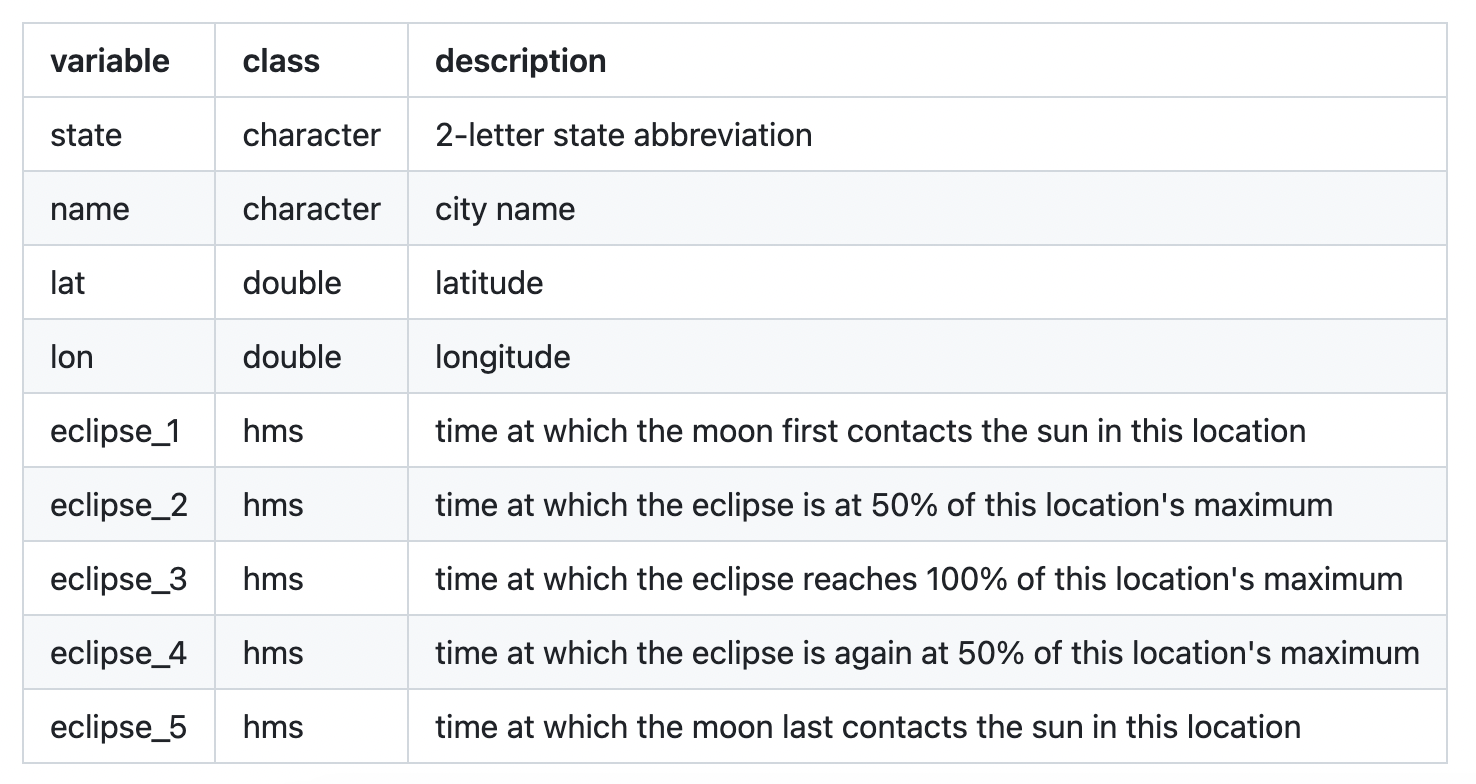 variable class description
state character 2-letter state abbreviation
name character city name
lat double latitude
lon double longitude
eclipse_1 hms time at which the moon first contacts the sun in this location
eclipse_2 hms time at which the eclipse is at 50% of this location's maximum
eclipse_3 hms time at which the eclipse reaches 100% of this location's maximum
eclipse_4 hms time at which the eclipse is again at 50% of this location's maximum
eclipse_5 hms time at which the moon last contacts the sun in this location